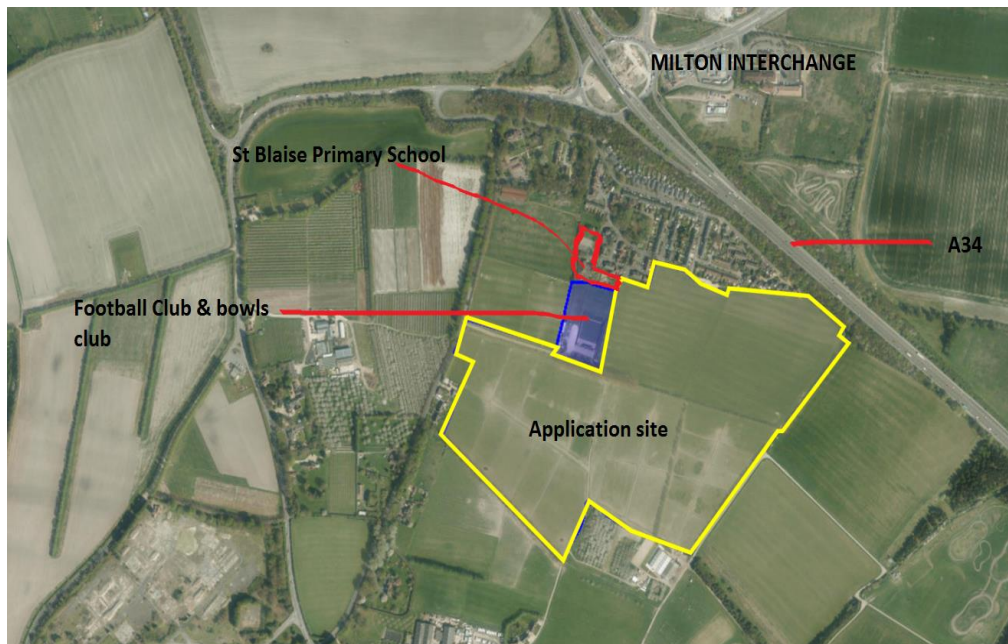 MILTON INTERCHANGE
St Blaise Primary School
A34
Football Club & bowls
club
Application site